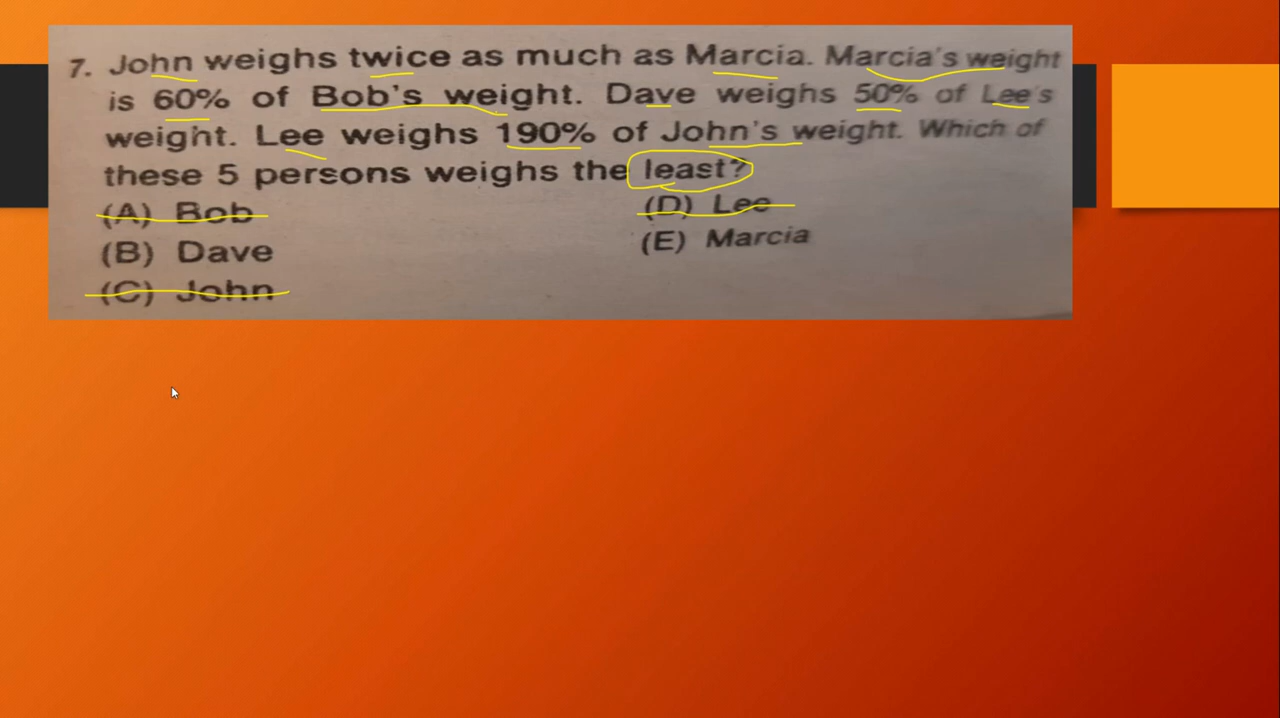 7. John weighs twice as much as Marcia. Marcia's weight
is 60% of Bob's weight. Dave weighs 50% of Lee's
weight. Lee weighs 190% of John's weight. Which of
these 5 persons weighs the least?
(A) Bob
(D) Lee
(B) Dave
(E) Marcia
(C) John